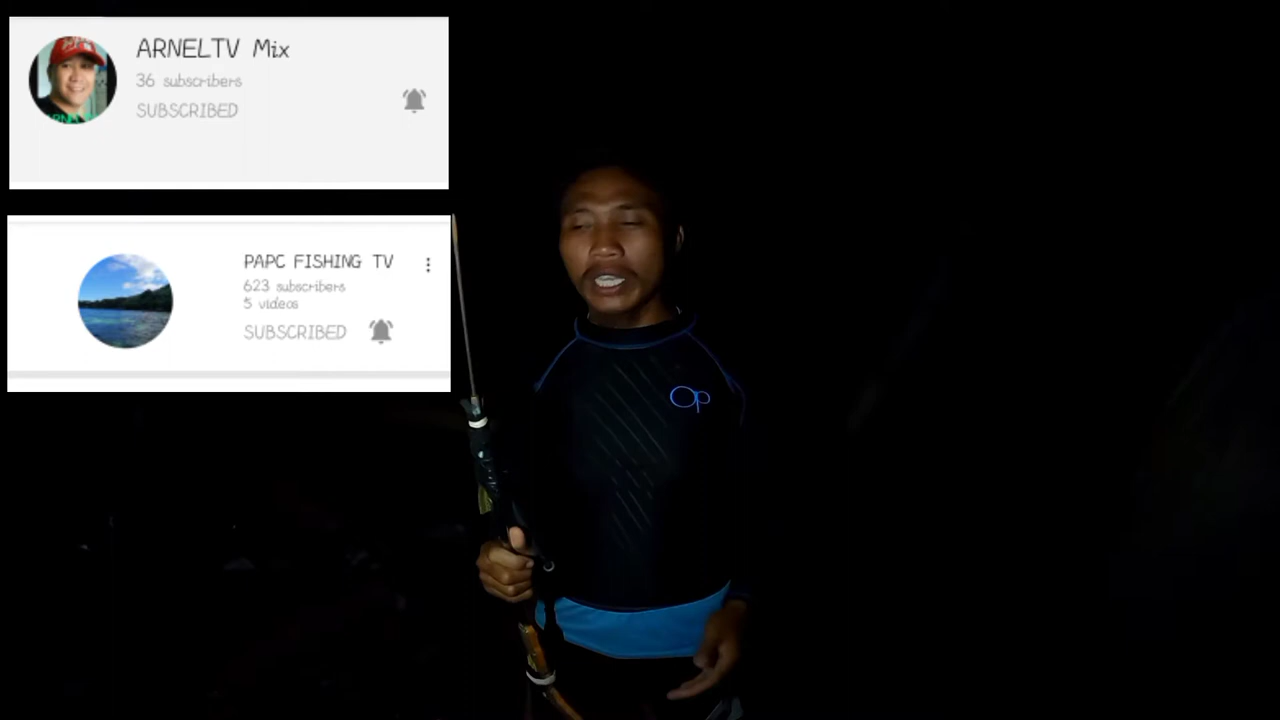 ARNELTV Mix
36 subscribers
SUBSCRIBED
PAPC FISHING TV
623 subscribers
5 videos
SUBSCRIBED
Op